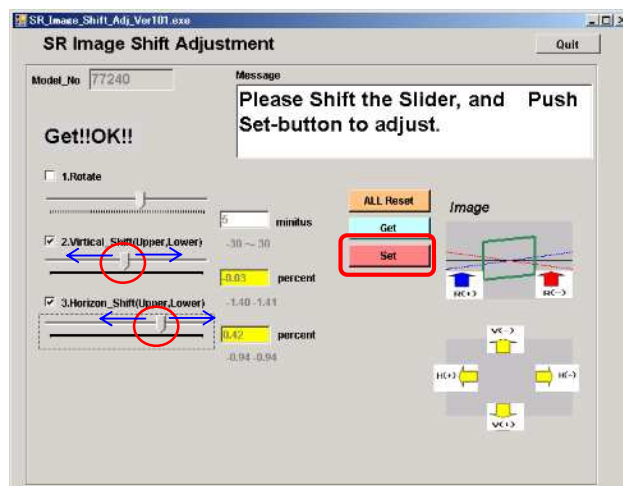 SR_Image_Shift_Adj_Ver101.exe
SR Image Shift Adjustment
Quit
Model_No 77240
Message
Please Shift the Slider, and Push
Set-button to adjust.
Get!!OK!!
1.Rotate
5 minitus
-30 ~ 30
2.Virtical_Shift(Upper,Lower)
-0.03 percent
-1.40 -1.41
3.Horizon_Shift(Upper,Lower)
0.42 percent
-0.94 -0.94
ALL Reset
Get
Set
Image
R(+) R(-)
V(-)
H(+) H(-)
V(+)